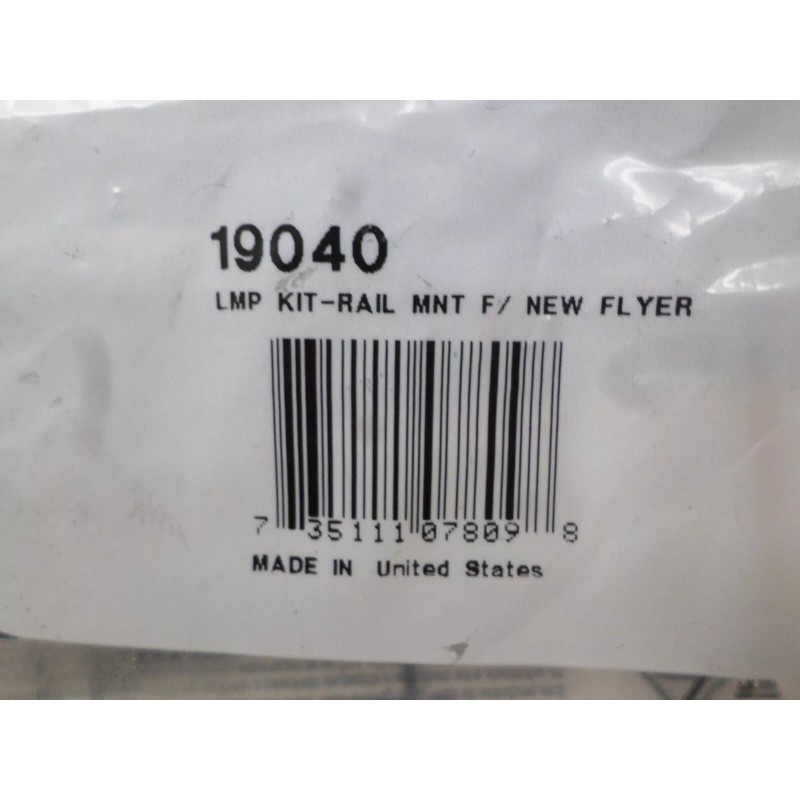 19040
LMP KIT-RAIL MNT F/ NEW FLYER
7 35111 07809 8
MADE IN United States